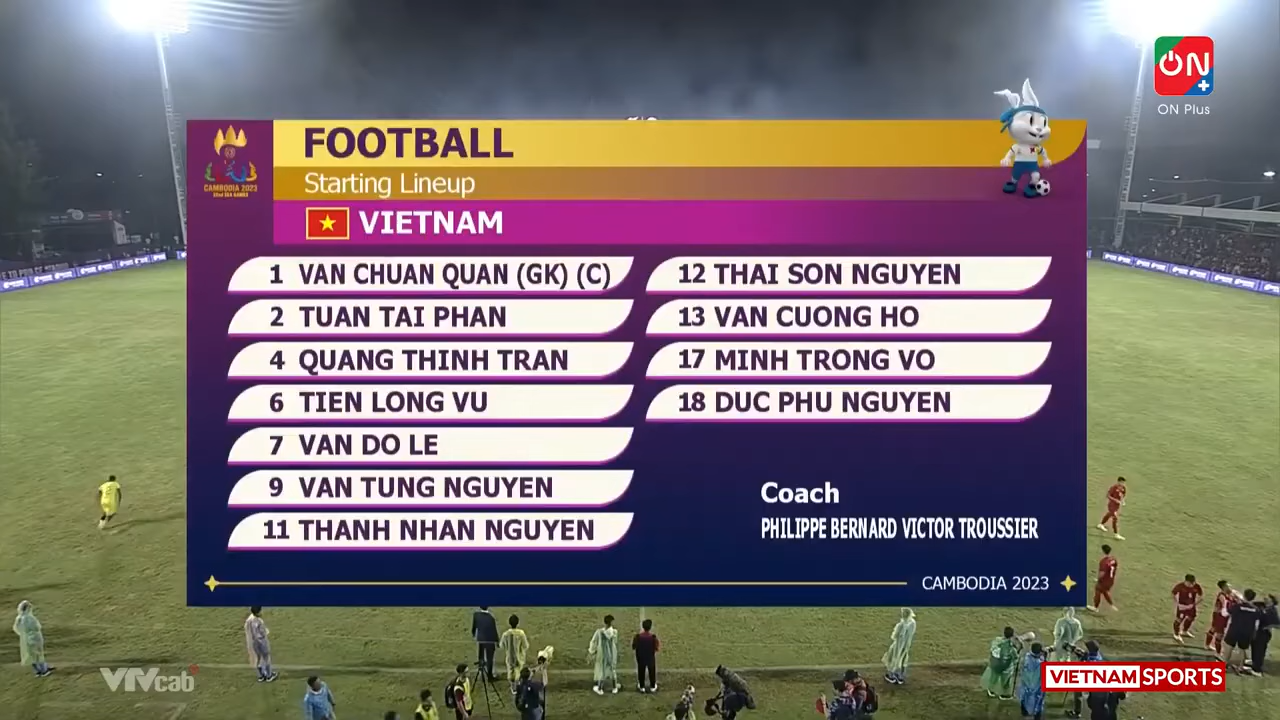 ON
ON Plus
FOOTBALL
Starting Lineup
CAMBODIA 2023
VIETNAM
1 VAN CHUAN QUAN (GK) (C)
2 TUAN TAI PHAN
4 QUANG THINH TRAN
6 TIEN LONG VU
7 VAN DO LE
9 VAN TUNG NGUYEN
11 THANH NHAN NGUYEN
12 THAI SON NGUYEN
13 VAN CUONG HO
17 MINH TRONG VO
18 DUC PHU NGUYEN
Coach
PHILIPPE BERNARD VICTOR TROUSSIER
CAMBODIA 2023
VTVcab
VIETNAM SPORTS